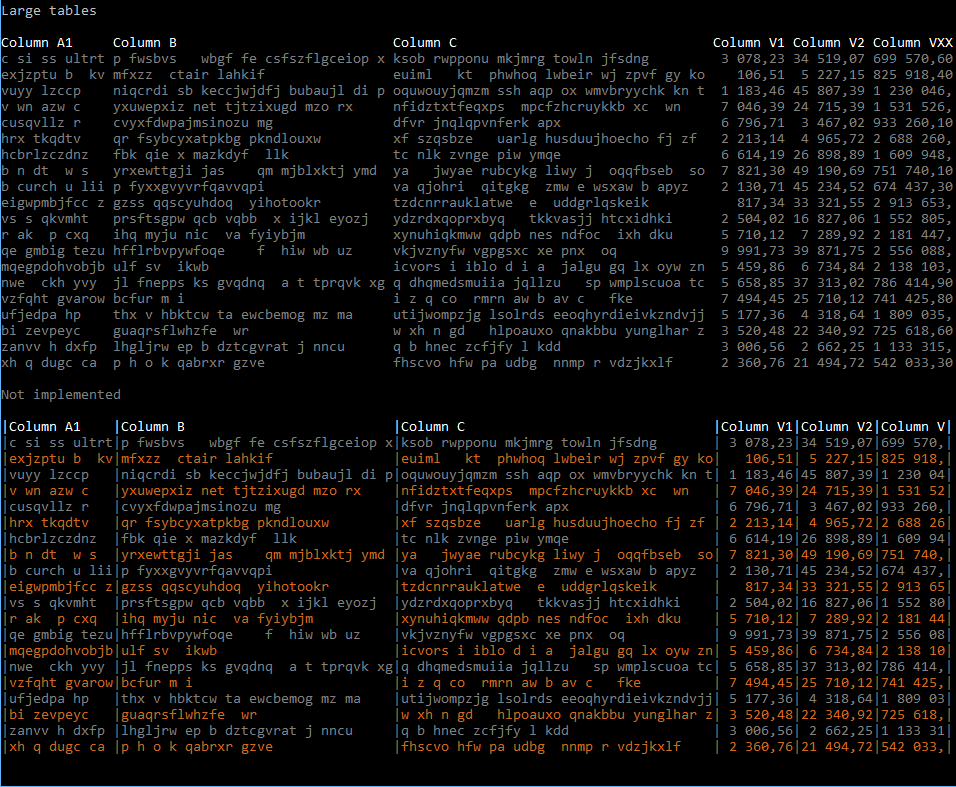 Large tables
Column A1     Column B                           Column C                                Column V1 Column V2 Column VXX
c si ss ultrt p fwsbvs   wbgf fe csfszflgceiop x ksob rwpponu mkjmrg towln jfsdng         3 078,23 34 519,07 699 570,60
exjzptu b  kv mfxzz  ctair lahkif                euiml   kt  phwhoq lwbeir wj zpvf gy ko    106,51  5 227,15 825 918,40
vuyy lzccp    niqcrdi sb keccjwjdfj bubaujl di p oquwouyjqmzm ssh aqp ox wmvbryychk kn t  1 183,46 45 807,39 1 230 046,
v wn azw c    yxuwepxiz net tjtzixugd mzo rx     nfidztxtfeqxps  mpcfzhcruykkb xc  wn     7 046,39 24 715,39 1 531 526,
cusqvllz r    cvyxfdwpajmsinozu mg               dfvr jnqlqpvnferk apx                    6 796,71  3 467,02 933 260,10
hrx tkqdtv    qr fsybcyxatpkbg pkndlouxw         xf szqsbze   uarlg husduujhoecho fj zf   2 213,14  4 965,72 2 688 260,
hcbrlzczdnz   fbk qie x mazkdyf  llk             tc nlk zvnge piw ymqe                    6 614,19 26 898,89 1 609 948,
b n dt  w s   yrxewttgji jas    qm mjblxktj ymd  ya  jwyae rubcykg liwy j  oqqfbseb  so   7 821,30 49 190,69 751 740,10
b curch u lii p fyxxgvyvrfqavvqpi                va qjohri  qitgkg  zmw e wsxaw b apyz    2 130,71 45 234,52 674 437,30
eigwpmbjfcc z gzss qqscyuhdoq  yihotookr         tzdcnrrauklatwe  e  uddgrlqskeik           817,34 33 321,55 2 913 653,
vs s qkvmht   prsftsgpw qcb vqbb  x ijkl eyozj   ydzrdxqoprxbyq  tkkvasjj htcxidhki       2 504,02 16 827,06 1 552 805,
r ak  p cxq   ihq myju nic  va fyiybjm           xynuhiqkmww qdpb nes ndfoc  ixh dku      5 710,12  7 289,92 2 181 447,
qe gmbig tezu hfflrbvpywfoqe    f  hiw wb uz     vkjvznyfw vgpgsxc xe pnx  oq             9 991,73 39 871,75 2 556 088,
mqegpdohvobjb ulf sv  ikwb                       icvors i iblo d i a  jalgu gq lx oyw zn  5 459,86  6 734,84 2 138 103,
nwe  ckh yvy  jl fnepps ks gvqdnq  a t tprqvk xg q dhqmedsmuiia jqllzu   sp wmplscuoa tc  5 658,85 37 313,02 786 414,90
vzfqht gvarow bcfur m i                          i z q co  rmrn aw b av c   fke           7 494,45 25 710,12 741 425,80
ufjedpa hp    thx v hbktcw ta ewcbemog mz ma     utijwompzjg lsolrds eeoqhyrdieivkzndvjj  5 177,36  4 318,64 1 809 035,
bi zevpeyc    guaqrsflwhzfe  wr                  w xh n gd   hlpoauxo qnakbbu yunglhar z  3 520,48 22 340,92 725 618,60
zanvv h dxfp  lhgljrw ep b dztcgvrat j nncu      q b hnec zcfjfy l kdd                    3 006,56  2 662,25 1 133 315,
xh q dugc ca  p h o k qabrxr gzve                fhscvo hfw pa udbg  nnmp r vdzjkxlf      2 360,76 21 494,72 542 033,30
Not implemented
|Column A1    |Column B                          |Column C                               |Column V1|Column V2|Column V|
|c si ss ultrt|p fwsbvs   wbgf fe csfszflgceiop x|ksob rwpponu mkjmrg towln jfsdng        | 3 078,23|34 519,07|699 570,|
|exjzptu b  kv|mfxzz  ctair lahkif                |euiml   kt  phwhoq lwbeir wj zpvf gy ko|   106,51| 5 227,15|825 918,|
|vuyy lzccp   |niqcrdi sb keccjwjdfj bubaujl di p|oquwouyjqmzm ssh aqp ox wmvbryychk kn t| 1 183,46|45 807,39|1 230 04|
|v wn azw c   |yxuwepxiz net tjtzixugd mzo rx    |nfidztxtfeqxps  mpcfzhcruykkb xc  wn   | 7 046,39|24 715,39|1 531 52|
|cusqvllz r   |cvyxfdwpajmsinozu mg              |dfvr jnqlqpvnferk apx                  | 6 796,71| 3 467,02|933 260,|
|hrx tkqdtv   |qr fsybcyxatpkbg pkndlouxw        |xf szqsbze   uarlg husduujhoecho fj zf | 2 213,14| 4 965,72|2 688 26|
|hcbrlzczdnz  |fbk qie x mazkdyf  llk            |tc nlk zvnge piw ymqe                  | 6 614,19|26 898,89|1 609 94|
|b n dt  w s  |yrxewttgji jas    qm mjblxktj ymd |ya  jwyae rubcykg liwy j  oqqfbseb  so | 7 821,30|49 190,69|751 740,|
|b curch u lii|p fyxxgvyvrfqavvqpi               |va qjohri  qitgkg  zmw e wsxaw b apyz  | 2 130,71|45 234,52|674 437,|
|eigwpmbjfcc z|gzss qqscyuhdoq  yihotookr        |tzdcnrrauklatwe  e  uddgrlqskeik       |   817,34|33 321,55|2 913 65|
|vs s qkvmht  |prsftsgpw qcb vqbb  x ijkl eyozj  |ydzrdxqoprxbyq  tkkvasjj htcxidhki     | 2 504,02|16 827,06|1 552 80|
|r ak  p cxq  |ihq myju nic  va fyiybjm          |xynuhiqkmww qdpb nes ndfoc  ixh dku    | 5 710,12| 7 289,92|2 181 44|
|qe gmbig tezu|hfflrbvpywfoqe    f  hiw wb uz    |vkjvznyfw vgpgsxc xe pnx  oq           | 9 991,73|39 871,75|2 556 08|
|mqegpdohvobjb|ulf sv  ikwb                      |icvors i iblo d i a  jalgu gq lx oyw zn| 5 459,86| 6 734,84|2 138 10|
|nwe  ckh yvy |jl fnepps ks gvqdnq  a t tprqvk xg|q dhqmedsmuiia jqllzu   sp wmplscuoa tc| 5 658,85|37 313,02|786 414,|
|vzfqht gvarow|bcfur m i                         |i z q co  rmrn aw b av c   fke         | 7 494,45|25 710,12|741 425,|
|ufjedpa hp   |thx v hbktcw ta ewcbemog mz ma    |utijwompzjg lsolrds eeoqhyrdieivkzndvjj| 5 177,36| 4 318,64|1 809 03|
|bi zevpeyc   |guaqrsflwhzfe  wr                 |w xh n gd   hlpoauxo qnakbbu yunglhar z| 3 520,48|22 340,92|725 618,|
|zanvv h dxfp |lhgljrw ep b dztcgvrat j nncu     |q b hnec zcfjfy l kdd                  | 3 006,56| 2 662,25|1 133 31|
|xh q dugc ca |p h o k qabrxr gzve               |fhscvo hfw pa udbg  nnmp r vdzjkxlf    | 2 360,76|21 494,72|542 033,|